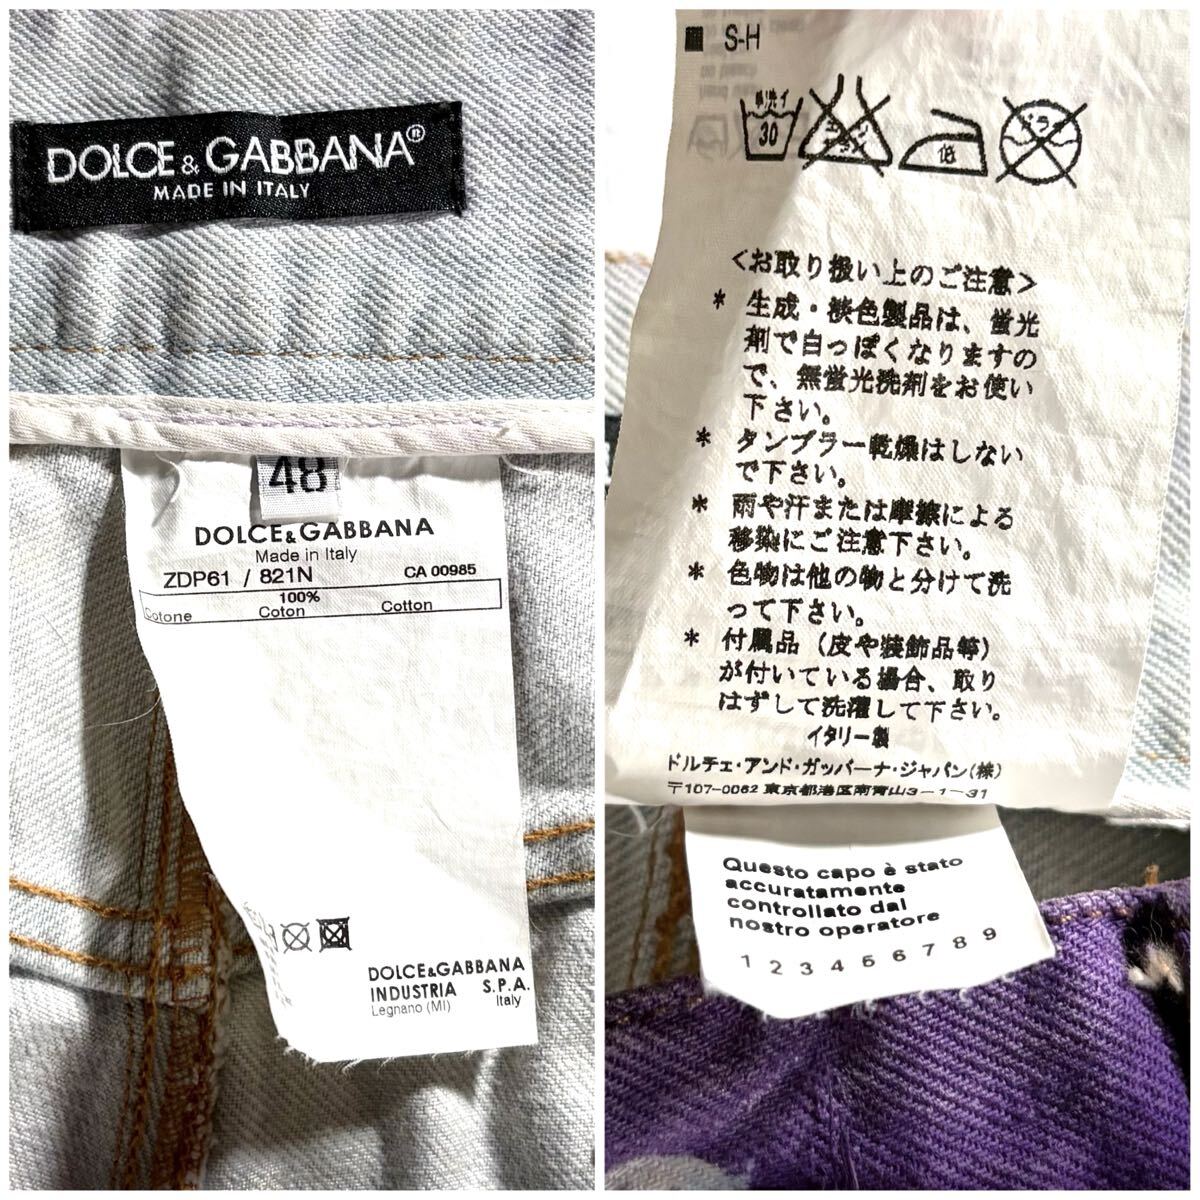 DOLCE & GABBANA®
MADE IN ITALY
48
DOLCE & GABBANA
Made in Italy
ZDP61 / 821N CA 00985
100%
Cotone Coton Cotton
DOLCE & GABBANA
INDUSTRIA S.P.A.
Legnano (MI) Italy
S-H
30
低
<お取り扱い上のご注意>
* 生成・淡色製品は、蛍光
剤で白っぽくなりますの
で、無蛍光洗剤をお使い
下さい。
* タンブラー乾燥はしない
で下さい。
* 雨や汗または摩擦による
移染にご注意下さい。
* 色物は他の物と分けて洗
って下さい。
* 付属品(皮や装飾品等)
が付いている場合、取り
はずして洗濯して下さい。
イタリー製
ドルチェ・アンド・ガッバーナ・ジャパン(株)
〒107-0062 東京都港区南青山3-1-31
Questo capo è stato
accuratamente
controllato dal
nostro operatore
1 2 3 4 5 6 7 8 9